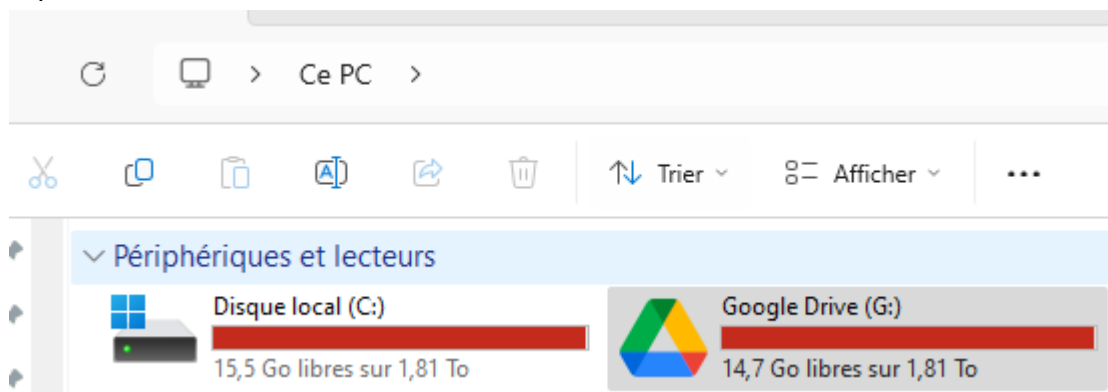 Ce PC
Trier
Afficher
Périphériques et lecteurs
Disque local (C:)
15,5 Go libres sur 1,81 To
Google Drive (G:)
14,7 Go libres sur 1,81 To